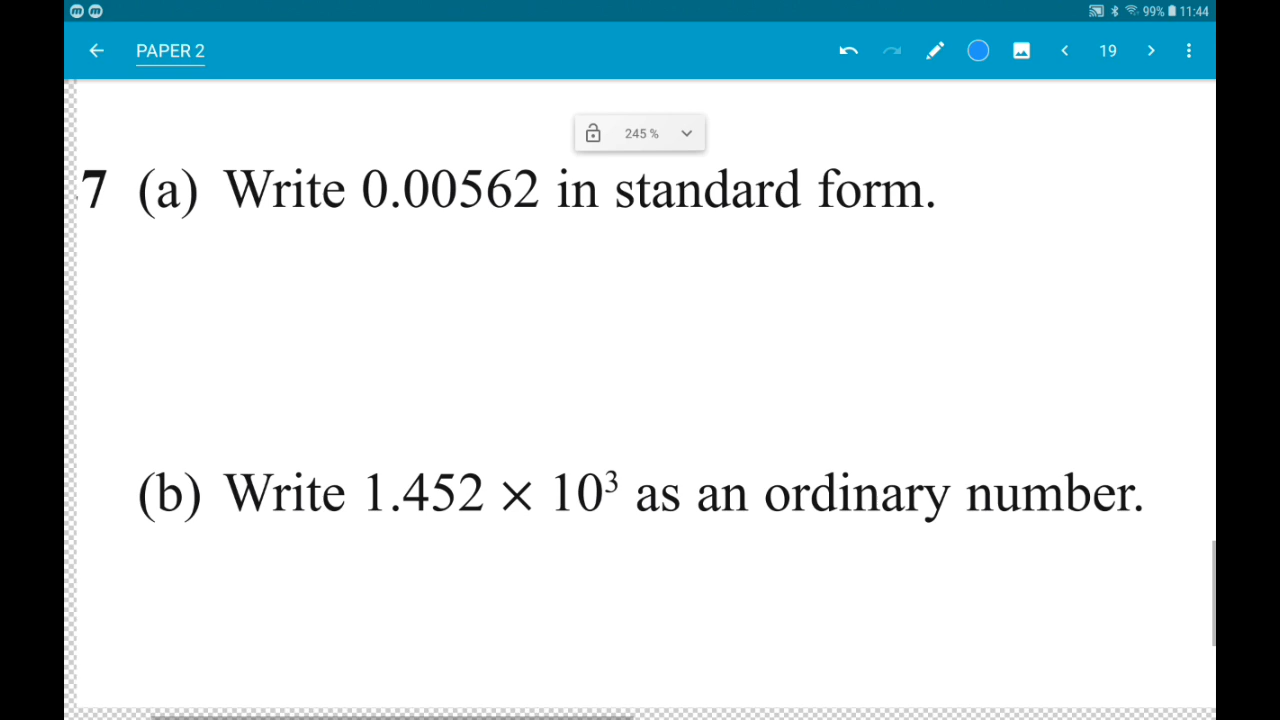 99% 11:44
PAPER 2
19
245 %
7 (a) Write 0.00562 in standard form.
(b) Write 1.452 × 10³ as an ordinary number.